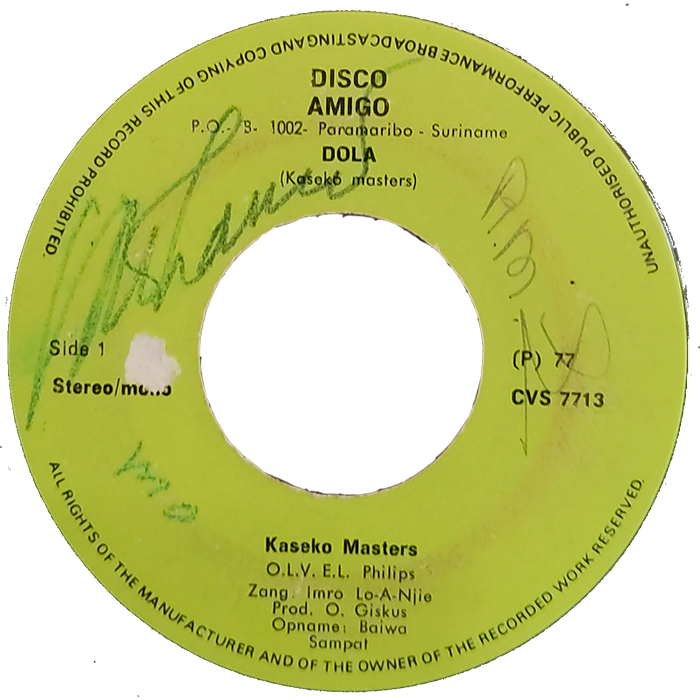 UNAUTHORISED PUBLIC PERFORMANCE BROADCASTING AND COPYING OF THIS RECORD PROHIBITED.
DISCO
AMIGO
P.O.- B- 1002- Paramaribo - Suriname
DOLA
(Kaseko masters)
Side 1
Stereo/mono
(P) 77
CVS 7713
Kaseko Masters
O.L.V. E.L. Philips
Zang. Imro Lo-A-Njie
Prod. O. Giskus
Opname: Baiwa
Sampat
ALL RIGHTS OF THE MANUFACTURER AND OF THE OWNER OF THE RECORDED WORK RESERVED.